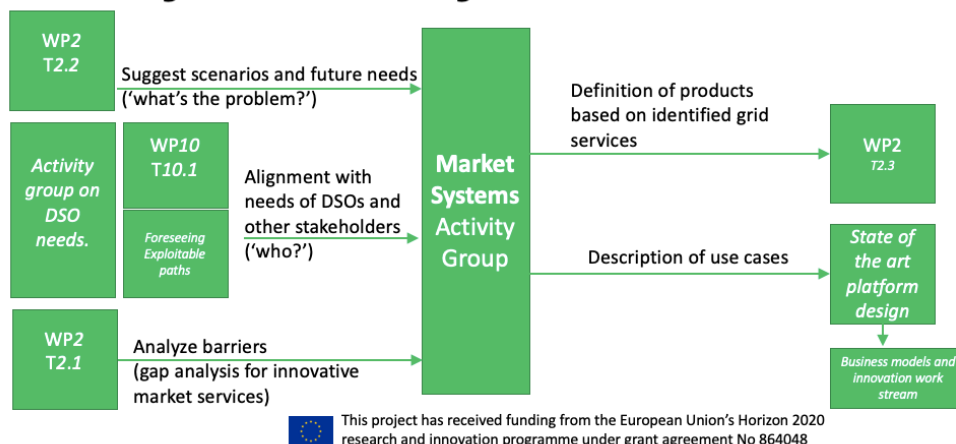 WP2
T2.2
Suggest scenarios and future needs
(‘what’s the problem?’)
Activity
group on
DSO
needs.
WP10
T10.1
Foreseeing
Exploitable
paths
Alignment with
needs of DSOs and
other stakeholders
(‘who?’)
WP2
T2.1
Analyze barriers
(gap analysis for innovative
market services)
Market
Systems
Activity
Group
Definition of products
based on identified grid
services
WP2
T2.3
Description of use cases
State of
the art
platform
design
Business models and
innovation work
stream
This project has received funding from the European Union’s Horizon 2020
research and innovation programme under grant agreement No 864048